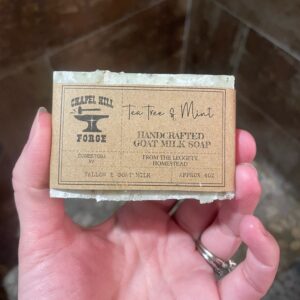 CHAPEL HILL
FORGE
Tea Tree & Mint
HANDCRAFTED
GOAT MILK SOAP
FROM THE LEGGETT
HOMESTEAD
TALLOW & GOAT MILK
APPROX 4OZ